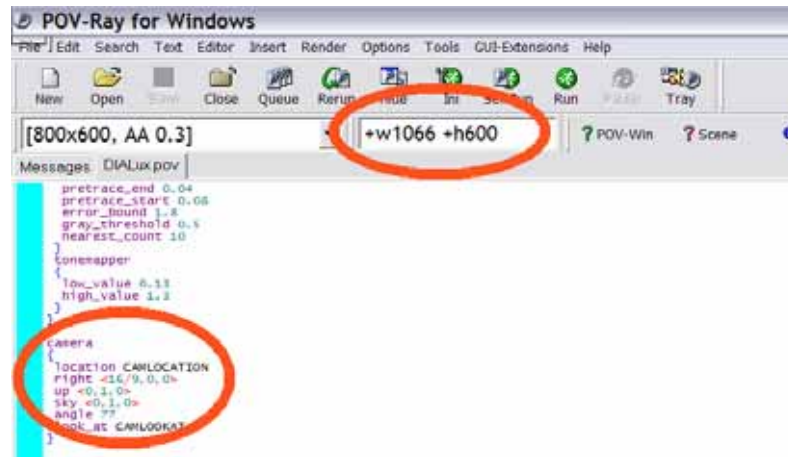 POV-Ray for Windows
File Edit Search Text Editor Insert Render Options Tools GUI-Extensions Help
New Open Close Queue Rerun Ini Run Tray
[800x600, AA 0.3] +w1066 +h600 ? POV-Win ? Scene
Messages DIALux.pov
pretrace_end 0.04
pretrace_start 0.08
error_bound 1.8
gray_threshold 0.5
nearest_count 10
}
tonemapper
{
low_value 0.13
high_value 1.3
}
}
camera
{
location CAMLOCATION
right <16/9,0,0>
up <0,1,0>
sky <0,1,0>
angle 77
look_at CAMLOOKAT
}